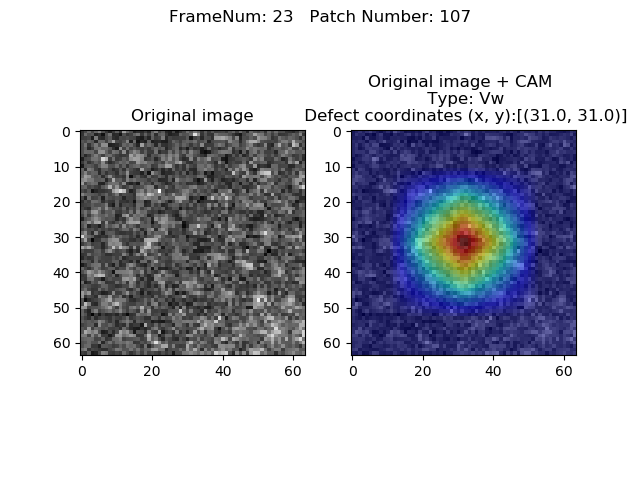 FrameNum: 23   Patch Number: 107
Original image
Original image + CAM
Type: Vw
Defect coordinates (x, y):[(31.0, 31.0)]
0
10
20
30
40
50
60
0 20 40 60
0
10
20
30
40
50
60
0 20 40 60